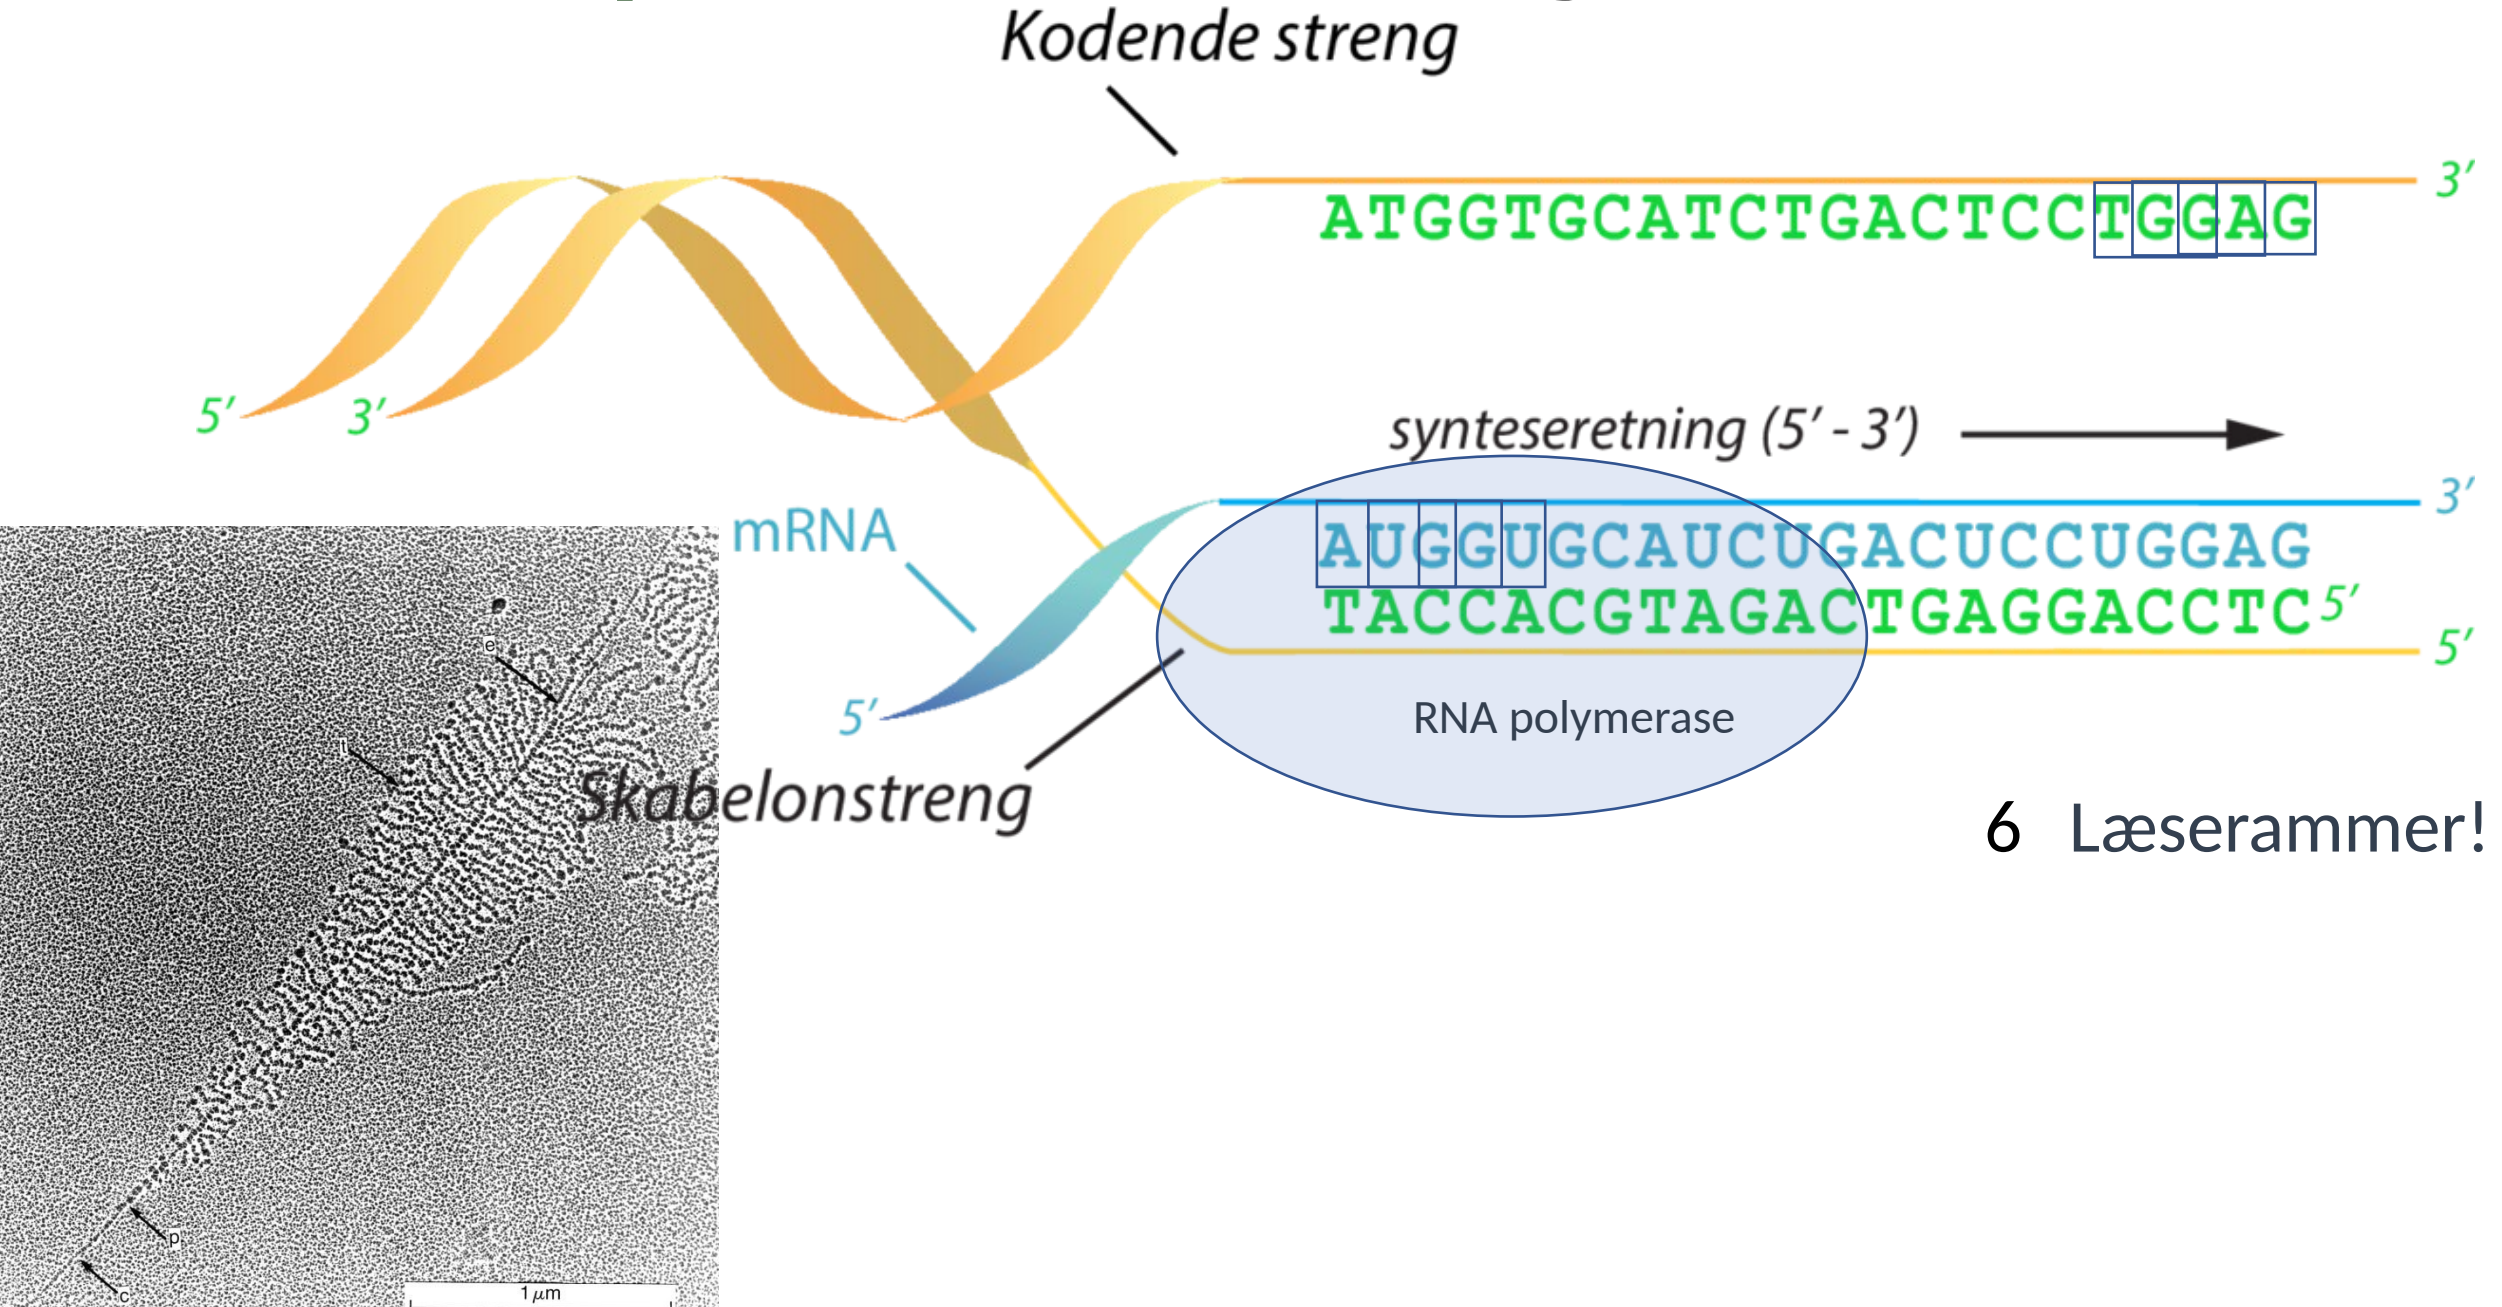 Kodende streng
3′
ATGGTGCATCTGACTCCTGGAG
5′ 3′
synteseretning (5′ - 3′)
mRNA
3′
AUGGUGCAUCUGACUCCUGGAG
TACCACGTAGACTGAGGACCTC 5′
5′
5′
RNA polymerase
Skabelonstreng
6 Læserammer!
e
t
p
c
1 μm